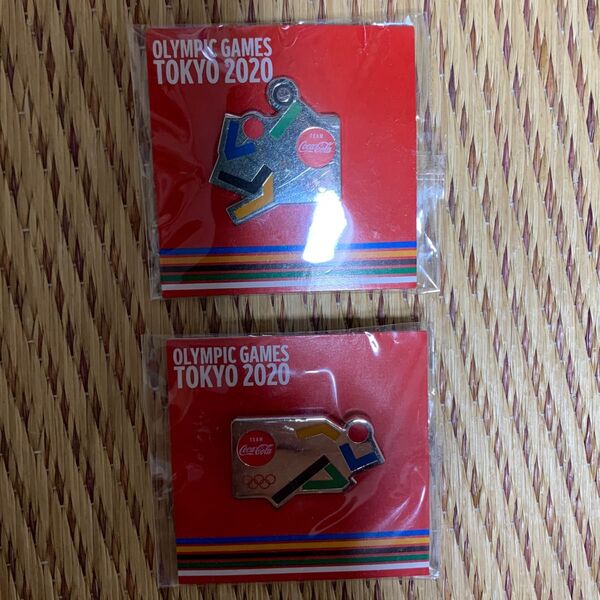 OLYMPIC GAMES
TOKYO 2020
TEAM
Coca-Cola
OLYMPIC GAMES
TOKYO 2020
TEAM
Coca-Cola